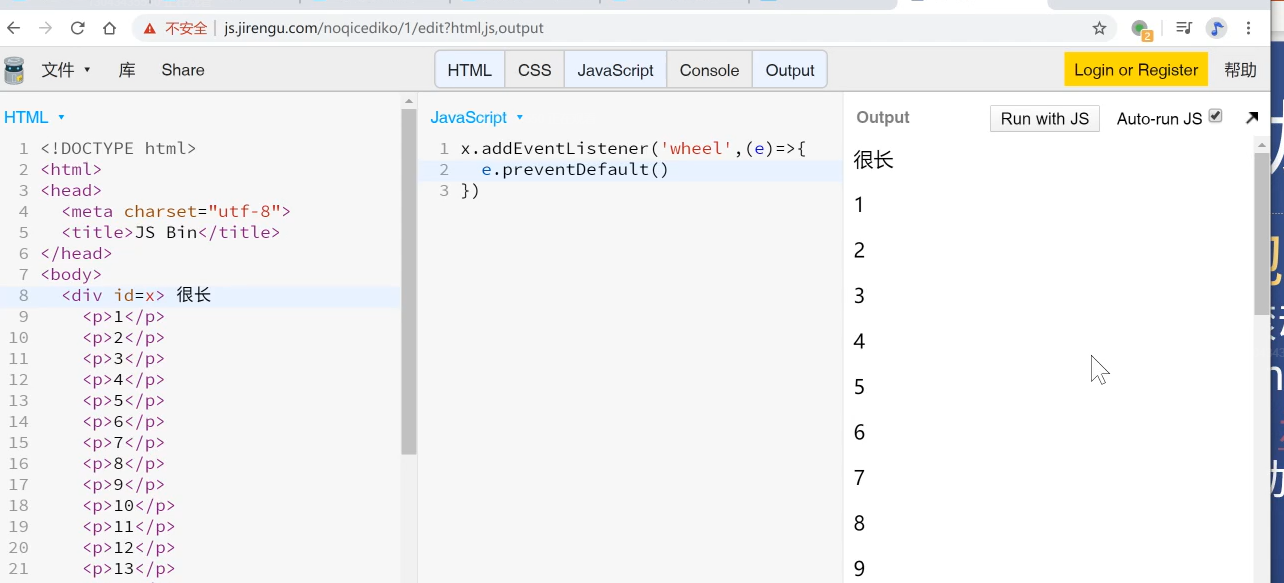 不安全 js.jirengu.com/noqicediko/1/edit?html,js,output
2
文件 库 Share HTML CSS JavaScript Console Output Login or Register 帮助
HTML
1 <!DOCTYPE html>
2 <html>
3 <head>
4 <meta charset="utf-8">
5 <title>JS Bin</title>
6 </head>
7 <body>
8 <div id=x> 很长
9 <p>1</p>
10 <p>2</p>
11 <p>3</p>
12 <p>4</p>
13 <p>5</p>
14 <p>6</p>
15 <p>7</p>
16 <p>8</p>
17 <p>9</p>
18 <p>10</p>
19 <p>11</p>
20 <p>12</p>
21 <p>13</p>
JavaScript
1 x.addEventListener('wheel',(e)=>{
2 e.preventDefault()
3 })
Output Run with JS Auto-run JS
很长
1
2
3
4
5
6
7
8
9